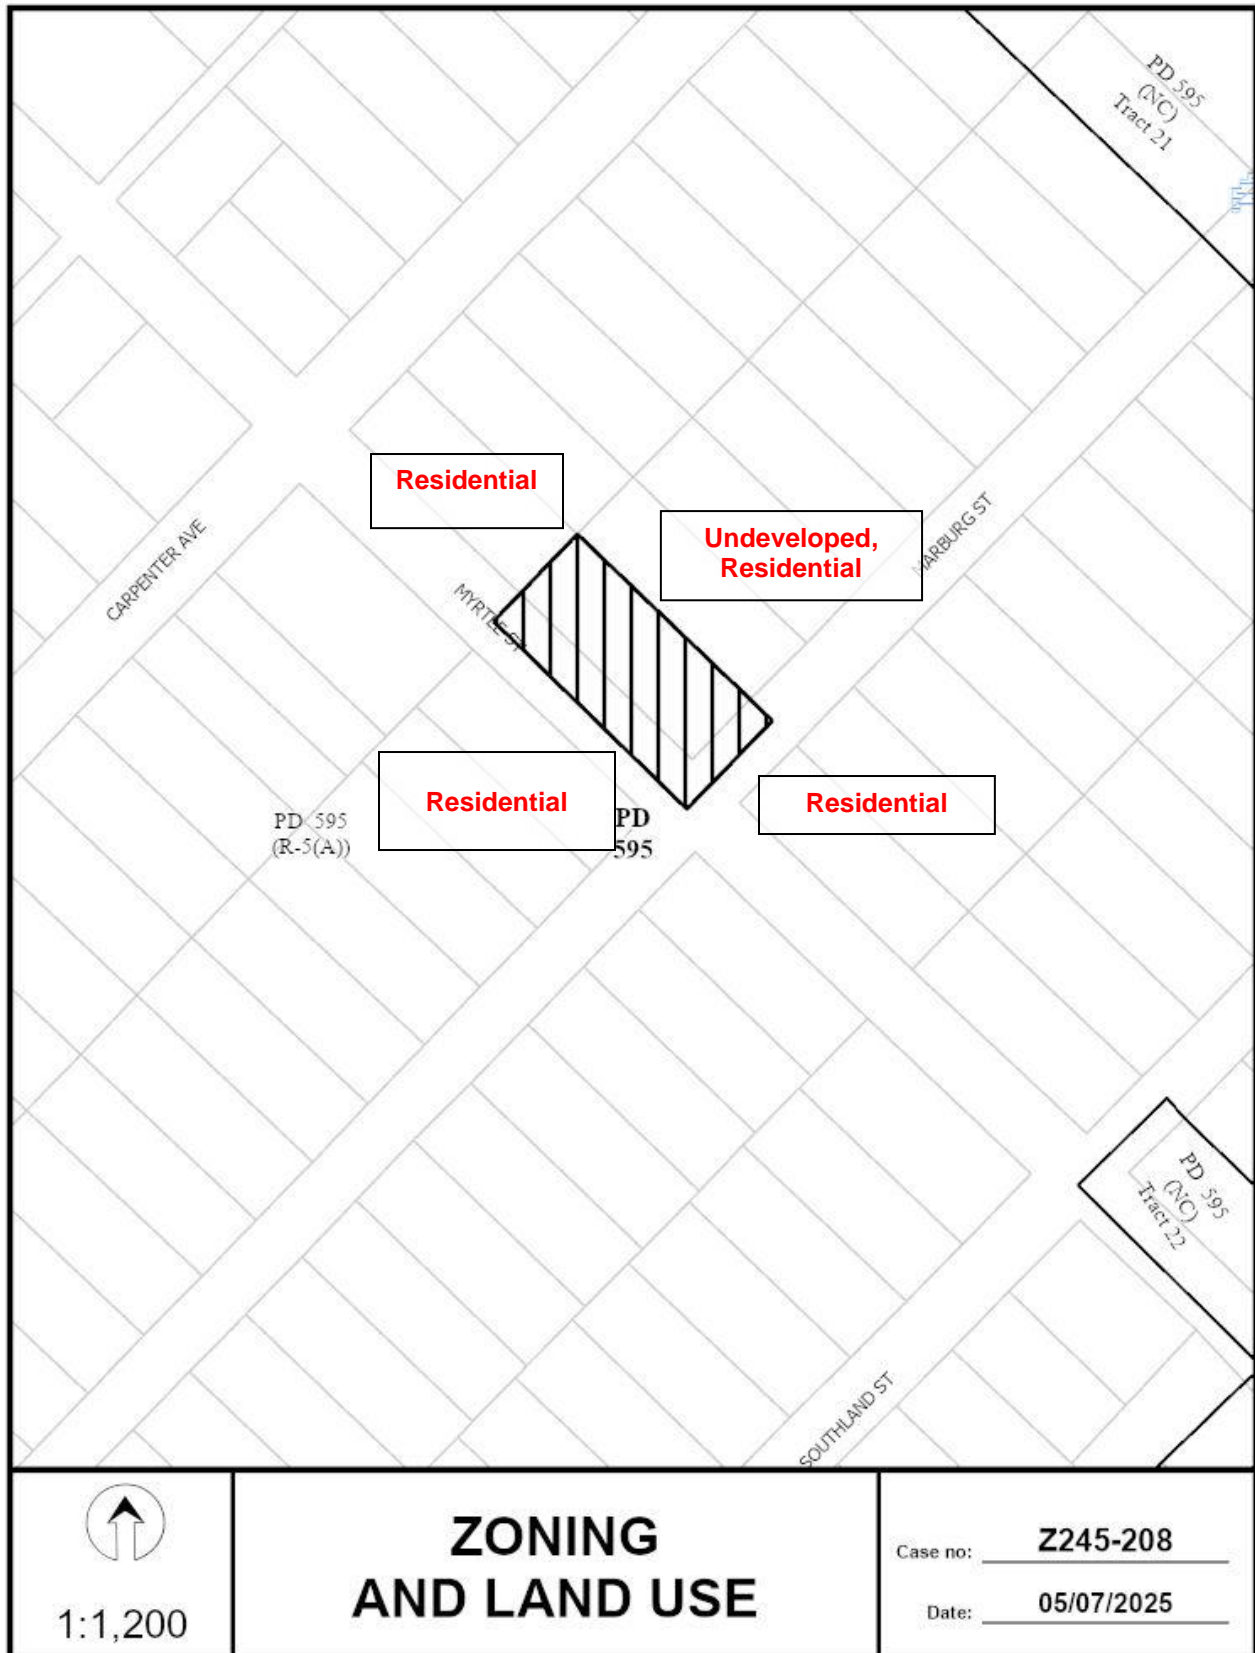 PD 595
(NC)
Tract 21
Residential
Undeveloped,
Residential
MARBURG ST
CARPENTER AVE
MYRTLE ST
Residential
Residential
PD 595
(R-5(A))
PD
595
PD 595
(NC)
Tract 22
SOUTHLAND ST
1:1,200
ZONING
AND LAND USE
Case no: Z245-208
Date: 05/07/2025